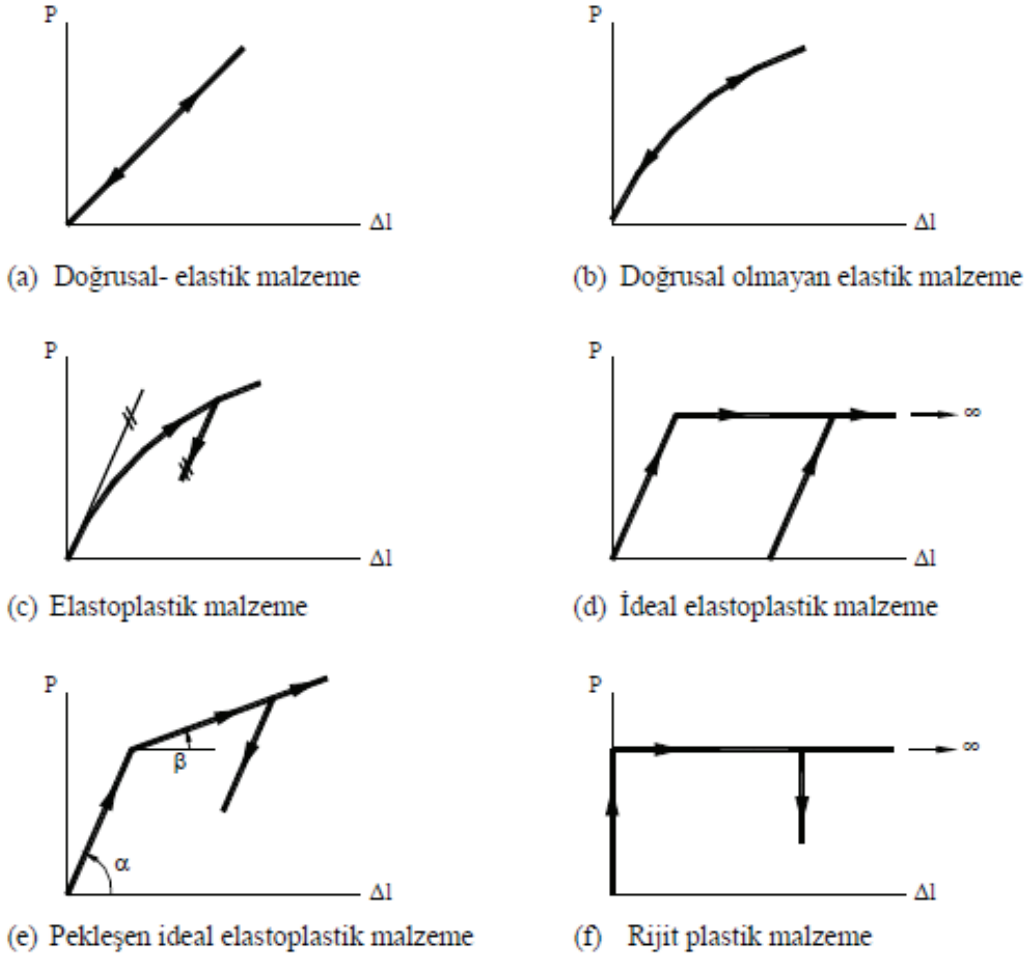 P
Δl
(a) Doğrusal- elastik malzeme
P
Δl
(b) Doğrusal olmayan elastik malzeme
P
Δl
(c) Elastoplastik malzeme
P
∞
Δl
(d) İdeal elastoplastik malzeme
P
β
α
Δl
(e) Pekleşen ideal elastoplastik malzeme
P
∞
Δl
(f) Rijit plastik malzeme